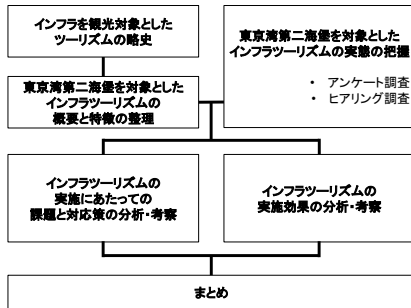 インフラを観光対象とした
ツーリズムの略史
東京湾第二海堡を対象とした
インフラツーリズムの
概要と特徴の整理
東京湾第二海堡を対象とした
インフラツーリズムの実態の把握
• アンケート調査
• ヒアリング調査
インフラツーリズムの
実施にあたっての
課題と対応策の分析・考察
インフラツーリズムの
実施効果の分析・考察
まとめ